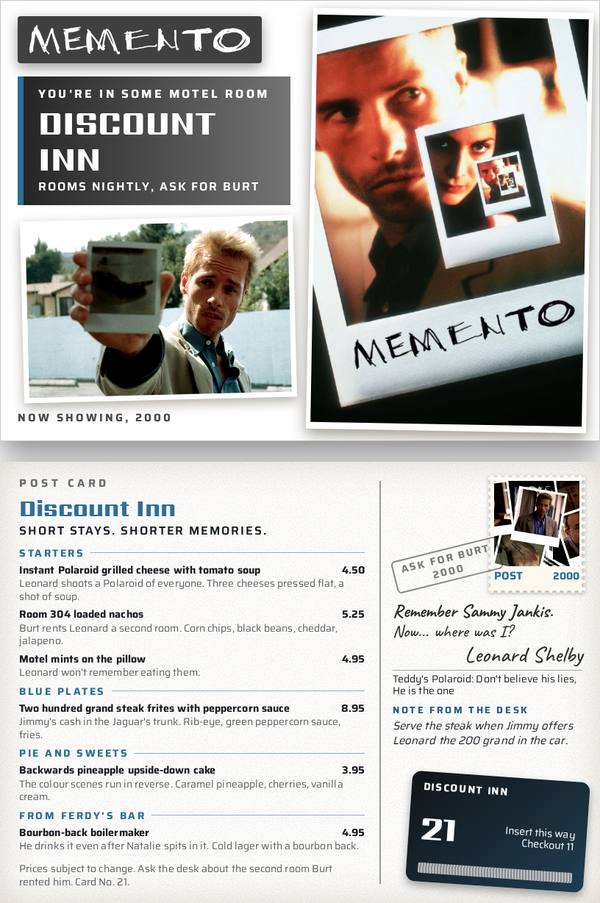 MEMENTO
YOU'RE IN SOME MOTEL ROOM
DISCOUNT
INN
ROOMS NIGHTLY, ASK FOR BURT
NOW SHOWING, 2000
MEMENTO
POST CARD
Discount Inn
SHORT STAYS. SHORTER MEMORIES.
STARTERS
Instant Polaroid grilled cheese with tomato soup 4.50
Leonard shoots a Polaroid of everyone. Three cheeses pressed flat, a
shot of soup.
Room 304 loaded nachos 5.25
Burt rents Leonard a second room. Corn chips, black beans, cheddar,
jalapeno.
Motel mints on the pillow 4.95
Leonard won't remember eating them.
BLUE PLATES
Two hundred grand steak frites with peppercorn sauce 8.95
Jimmy's cash in the Jaguar's trunk. Rib-eye, green peppercorn sauce,
fries.
PIE AND SWEETS
Backwards pineapple upside-down cake 3.95
The colour scenes run in reverse. Caramel pineapple, cherries, vanilla
cream.
FROM FERDY'S BAR
Bourbon-back boilermaker 4.95
He drinks it even after Natalie spits in it. Cold lager with a bourbon back.
Prices subject to change. Ask the desk about the second room Burt
rented him. Card No. 21.
POST 2000
ASK FOR BURT
2000
Remember Sammy Jankis.
Now... where was I?
Leonard Shelby
Teddy's Polaroid: Don't believe his lies,
He is the one
NOTE FROM THE DESK
Serve the steak when Jimmy offers
Leonard the 200 grand in the car.
DISCOUNT INN
21
Insert this way
Checkout 11